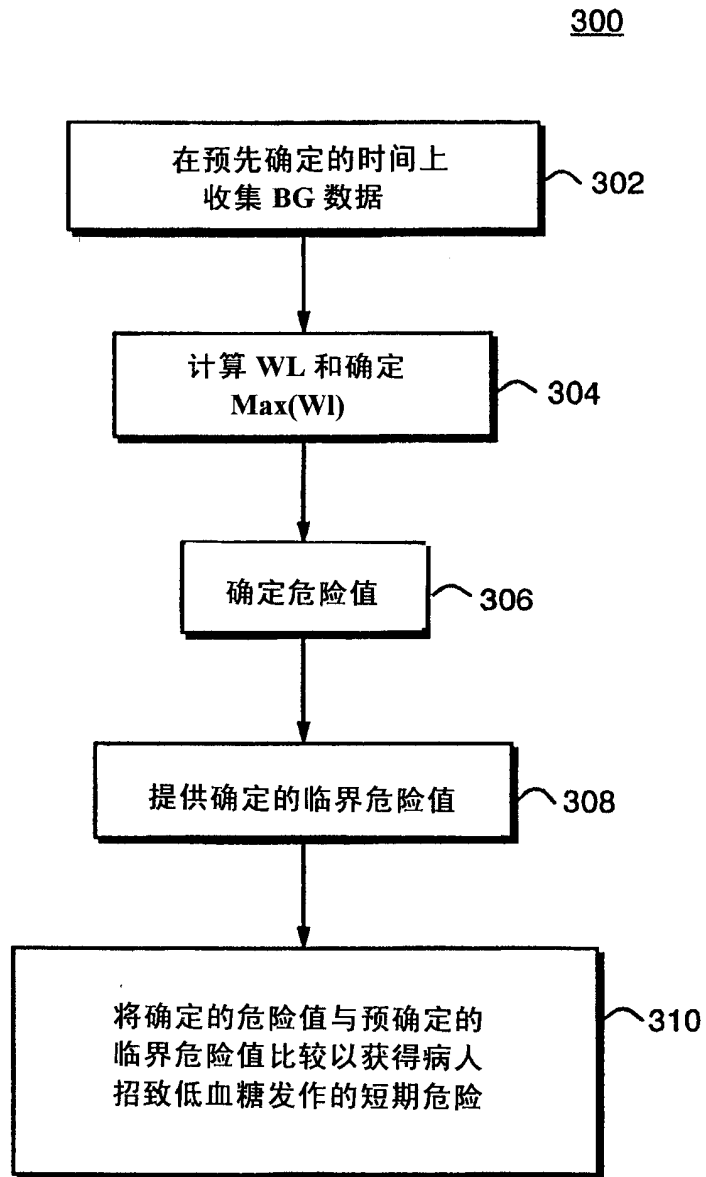 300
在预先确定的时间上
收集 BG 数据
302
计算 WL 和确定
Max(Wl)
304
确定危险值
306
提供确定的临界危险值
308
将确定的危险值与预确定的
临界危险值比较以获得病人
招致低血糖发作的短期危险
310